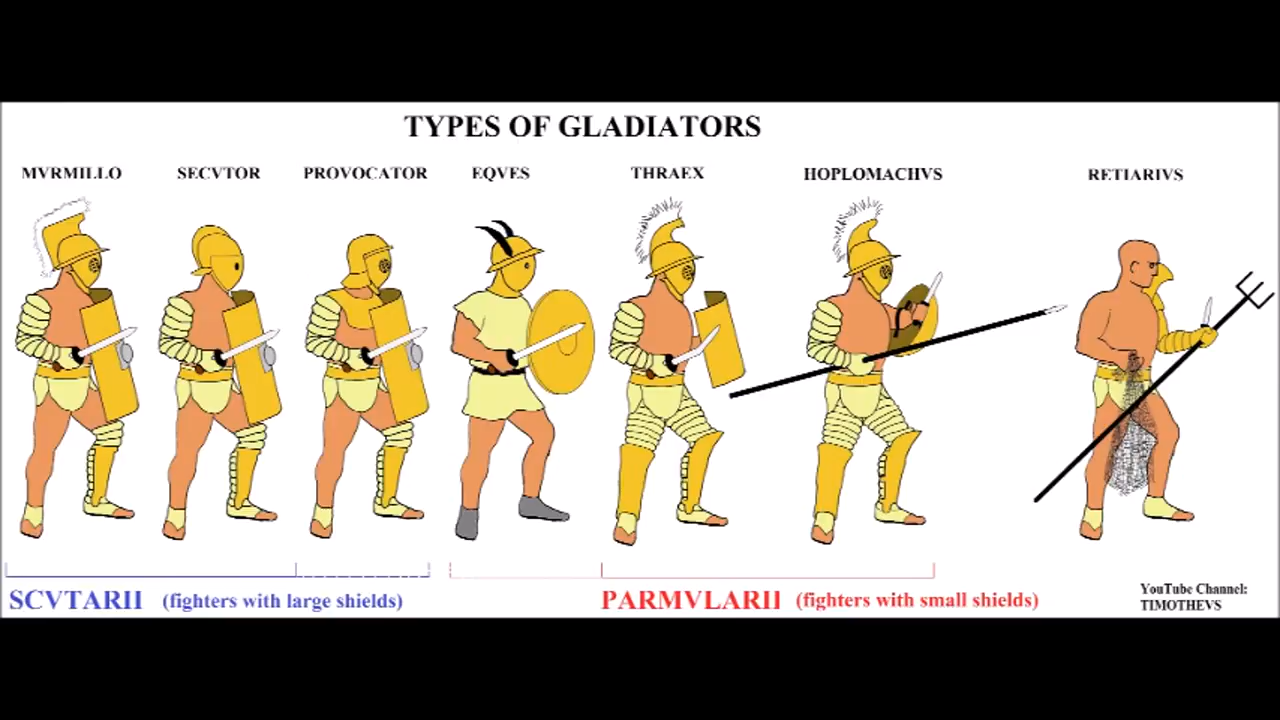 TYPES OF GLADIATORS
MVRMILLO SECVTOR PROVOCATOR EQVES THRAEX HOPLOMACHVS RETIARIVS
SCVTARII (fighters with large shields) PARMVLARII (fighters with small shields)
YouTube Channel:
TIMOTHEVS